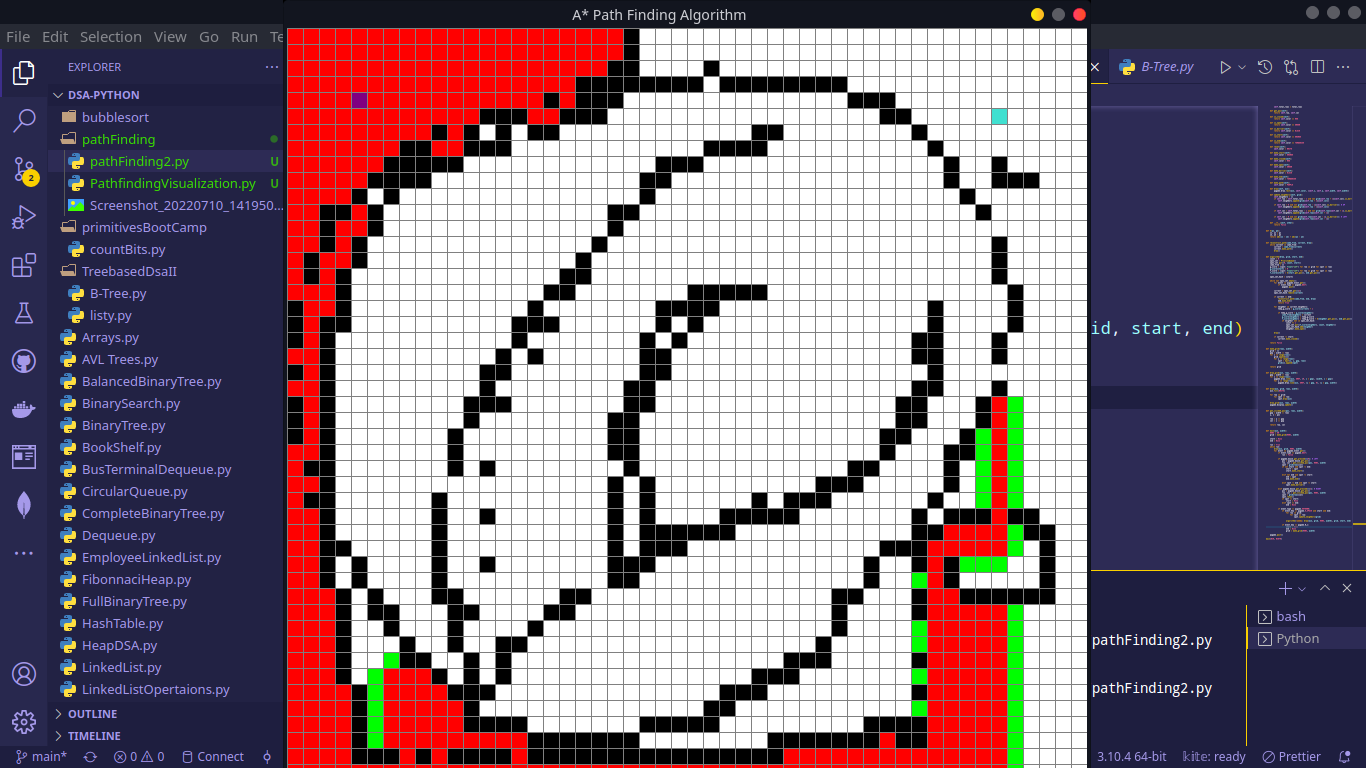 A* Path Finding Algorithm
File Edit Selection View Go Run Te
EXPLORER
B-Tree.py
DSA-PYTHON
bubblesort
pathFinding
pathFinding2.py U
PathfindingVisualization.py U
Screenshot_20220710_141950...
primitivesBootCamp
countBits.py
TreebasedDsaII
B-Tree.py
listy.py
Arrays.py
AVL Trees.py
BalancedBinaryTree.py
BinarySearch.py
BinaryTree.py
BookShelf.py
BusTerminalDequeue.py
CircularQueue.py
CompleteBinaryTree.py
Dequeue.py
EmployeeLinkedList.py
FibonnaciHeap.py
FullBinaryTree.py
HashTable.py
HeapDSA.py
LinkedList.py
LinkedListOpertaions.py
OUTLINE
TIMELINE
2
id, start, end)
bash
Python
pathFinding2.py
pathFinding2.py
main* 0 0 Connect
3.10.4 64-bit kite: ready Prettier